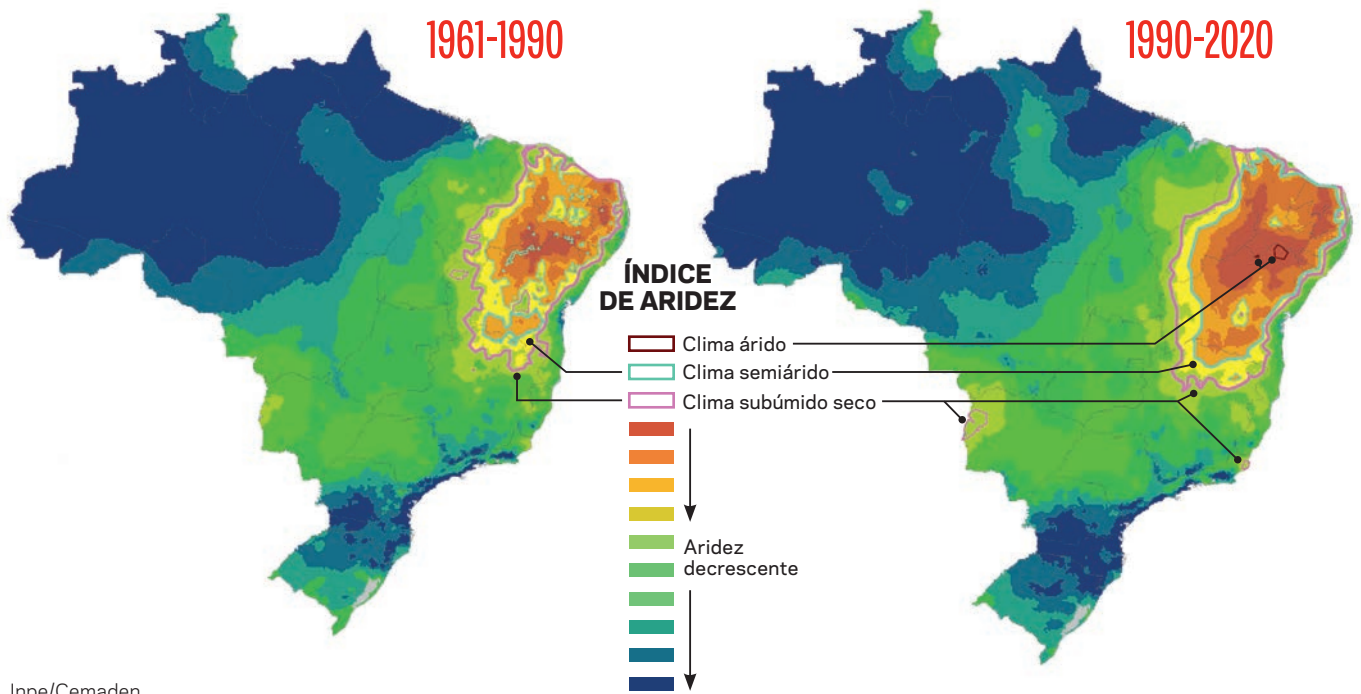 1961-1990
1990-2020
ÍNDICE
DE ARIDEZ
Clima árido
Clima semiárido
Clima subúmido seco
Aridez
decrescente
Inpe/Cemaden